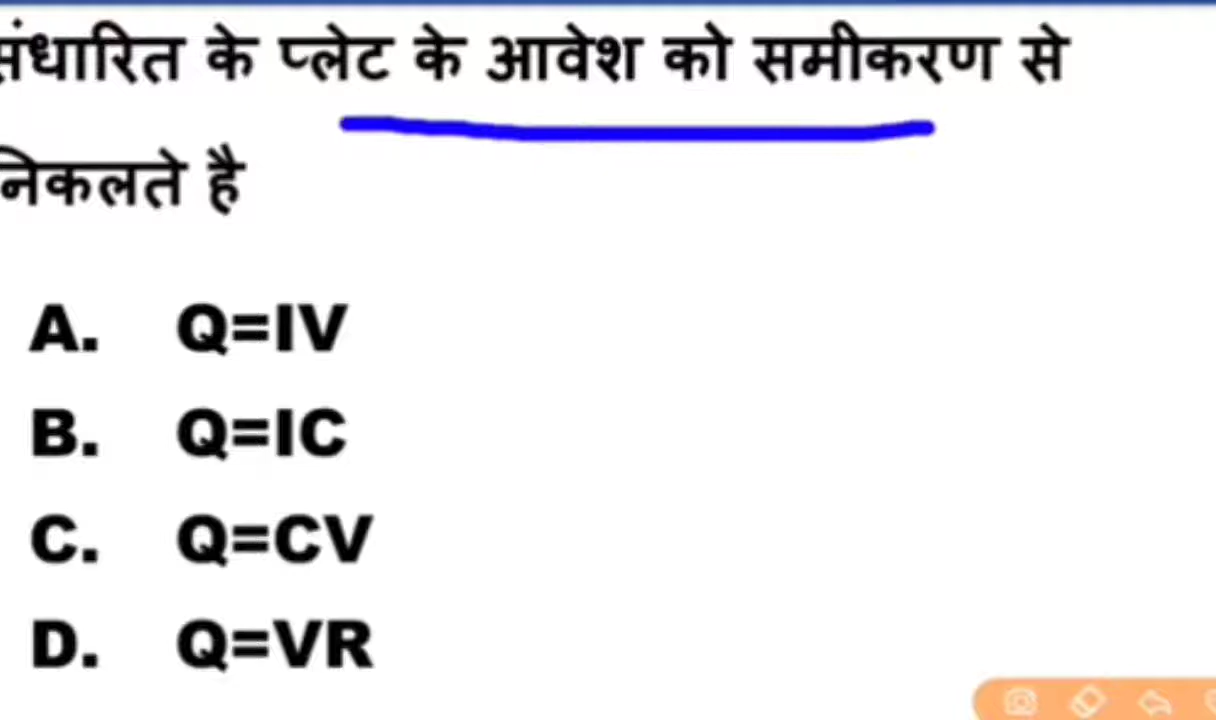 संधारित के प्लेट के आवेश को समीकरण से
निकलते है
A. Q=IV
B. Q=IC
C. Q=CV
D. Q=VR